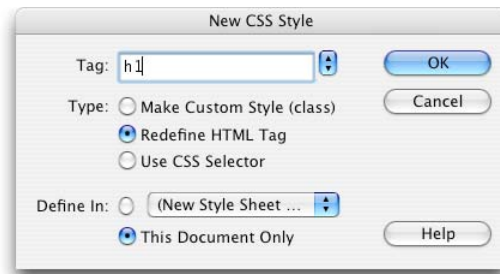 New CSS Style
Tag: h1
OK
Type: Make Custom Style (class)
Cancel
Redefine HTML Tag
Use CSS Selector
Define In: (New Style Sheet ...
This Document Only
Help